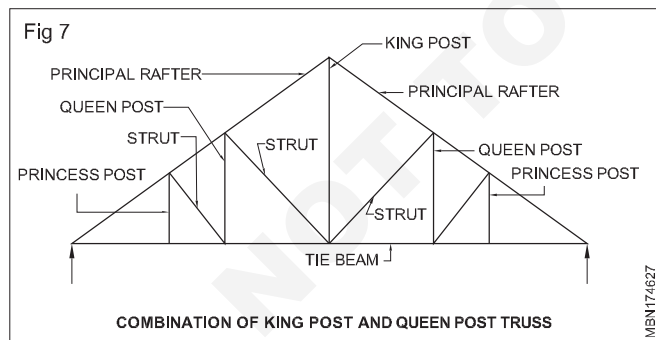 Fig 7
KING POST
PRINCIPAL RAFTER
PRINCIPAL RAFTER
QUEEN POST
STRUT
STRUT
QUEEN POST
PRINCESS POST
PRINCESS POST
STRUT
TIE BEAM
COMBINATION OF KING POST AND QUEEN POST TRUSS
MBN174627
NOT TO